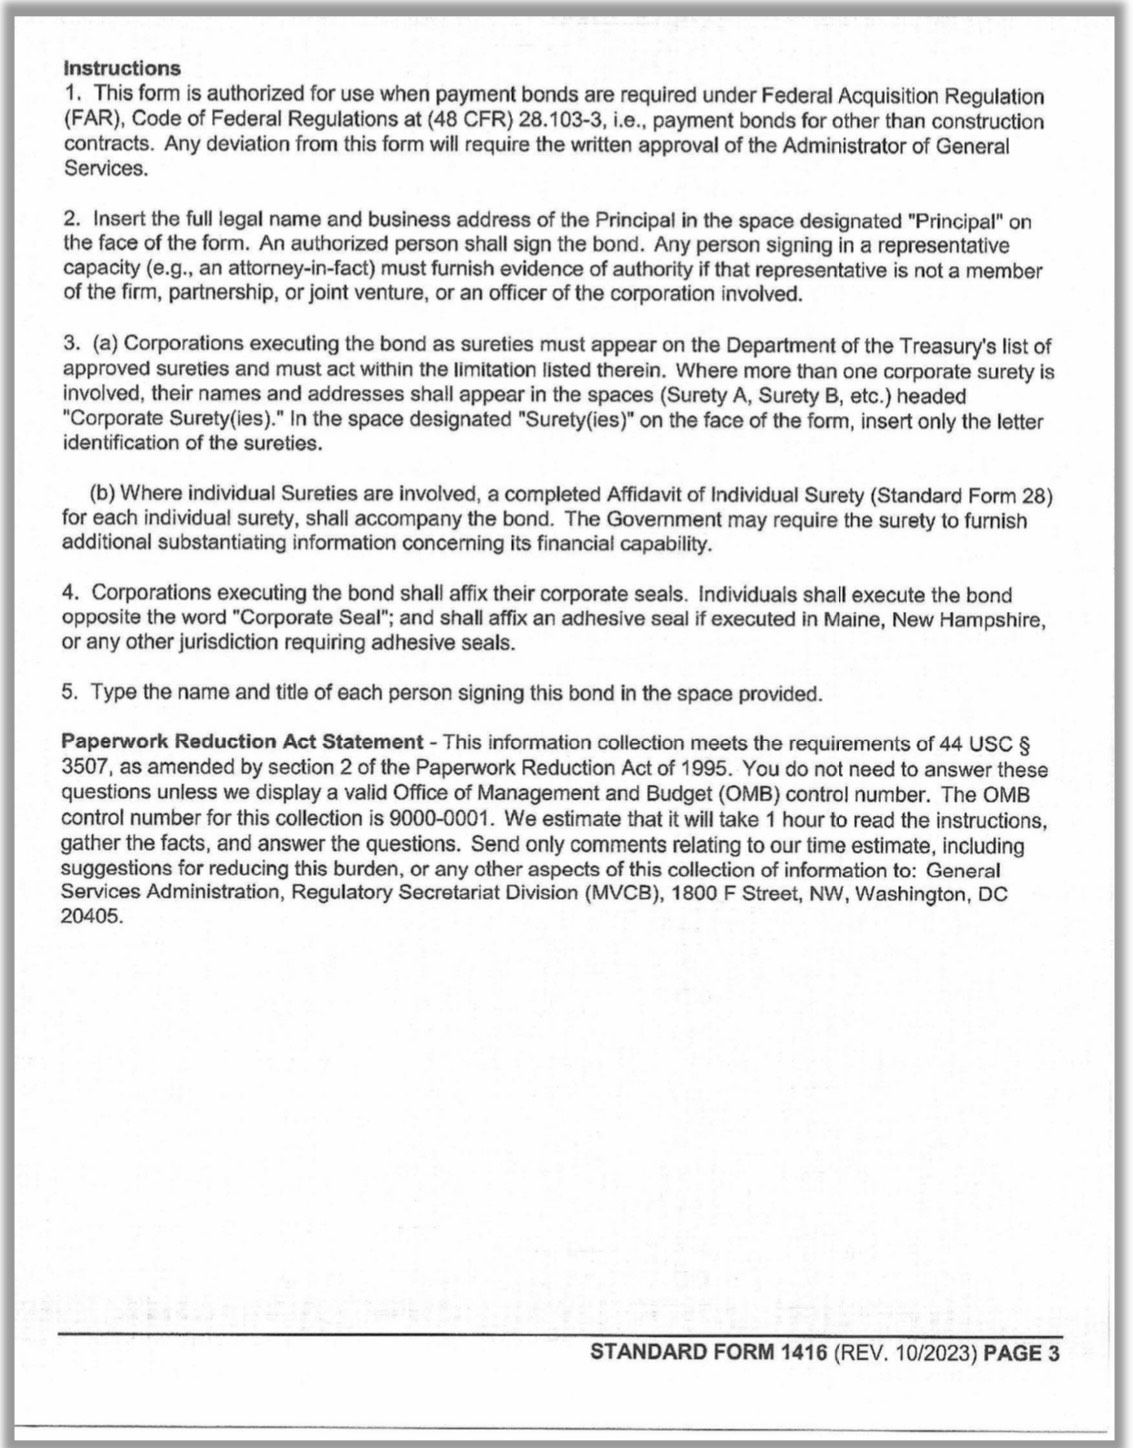 Instructions
1. This form is authorized for use when payment bonds are required under Federal Acquisition Regulation
(FAR), Code of Federal Regulations at (48 CFR) 28.103-3, i.e., payment bonds for other than construction
contracts. Any deviation from this form will require the written approval of the Administrator of General
Services.
2. Insert the full legal name and business address of the Principal in the space designated "Principal" on
the face of the form. An authorized person shall sign the bond. Any person signing in a representative
capacity (e.g., an attorney-in-fact) must furnish evidence of authority if that representative is not a member
of the firm, partnership, or joint venture, or an officer of the corporation involved.
3. (a) Corporations executing the bond as sureties must appear on the Department of the Treasury's list of
approved sureties and must act within the limitation listed therein. Where more than one corporate surety is
involved, their names and addresses shall appear in the spaces (Surety A, Surety B, etc.) headed
"Corporate Surety(ies)." In the space designated "Surety(ies)" on the face of the form, insert only the letter
identification of the sureties.
(b) Where individual Sureties are involved, a completed Affidavit of Individual Surety (Standard Form 28)
for each individual surety, shall accompany the bond. The Government may require the surety to furnish
additional substantiating information concerning its financial capability.
4. Corporations executing the bond shall affix their corporate seals. Individuals shall execute the bond
opposite the word "Corporate Seal"; and shall affix an adhesive seal if executed in Maine, New Hampshire,
or any other jurisdiction requiring adhesive seals.
5. Type the name and title of each person signing this bond in the space provided.
Paperwork Reduction Act Statement - This information collection meets the requirements of 44 USC §
3507, as amended by section 2 of the Paperwork Reduction Act of 1995. You do not need to answer these
questions unless we display a valid Office of Management and Budget (OMB) control number. The OMB
control number for this collection is 9000-0001. We estimate that it will take 1 hour to read the instructions,
gather the facts, and answer the questions. Send only comments relating to our time estimate, including
suggestions for reducing this burden, or any other aspects of this collection of information to: General
Services Administration, Regulatory Secretariat Division (MVCB), 1800 F Street, NW, Washington, DC
20405.
STANDARD FORM 1416 (REV. 10/2023) PAGE 3